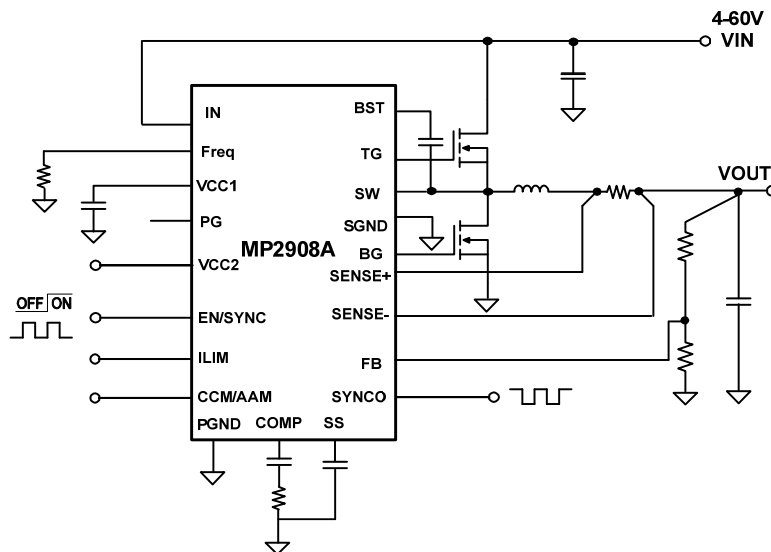 4-60V
VIN
IN
BST
Freq
TG
VCC1
SW
VOUT
PG
SGND
MP2908A
BG
VCC2
SENSE+
OFF ON
EN/SYNC
SENSE-
ILIM
FB
CCM/AAM
SYNCO
PGND
COMP
SS